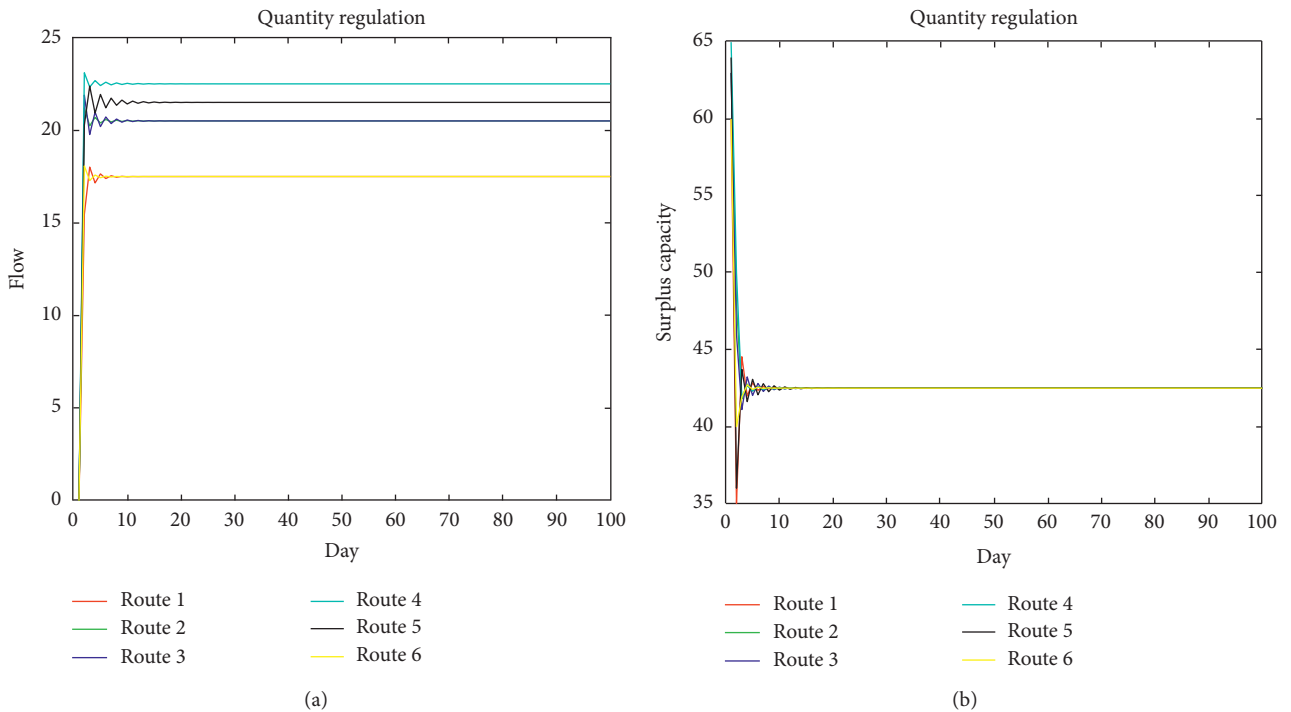 Quantity regulation
25
20
15
10
5
0
Flow
0 10 20 30 40 50 60 70 80 90 100
Day
Route 1
Route 2
Route 3
Route 4
Route 5
Route 6
(a)
Quantity regulation
65
60
55
50
45
40
35
Surplus capacity
0 10 20 30 40 50 60 70 80 90 100
Day
Route 1
Route 2
Route 3
Route 4
Route 5
Route 6
(b)